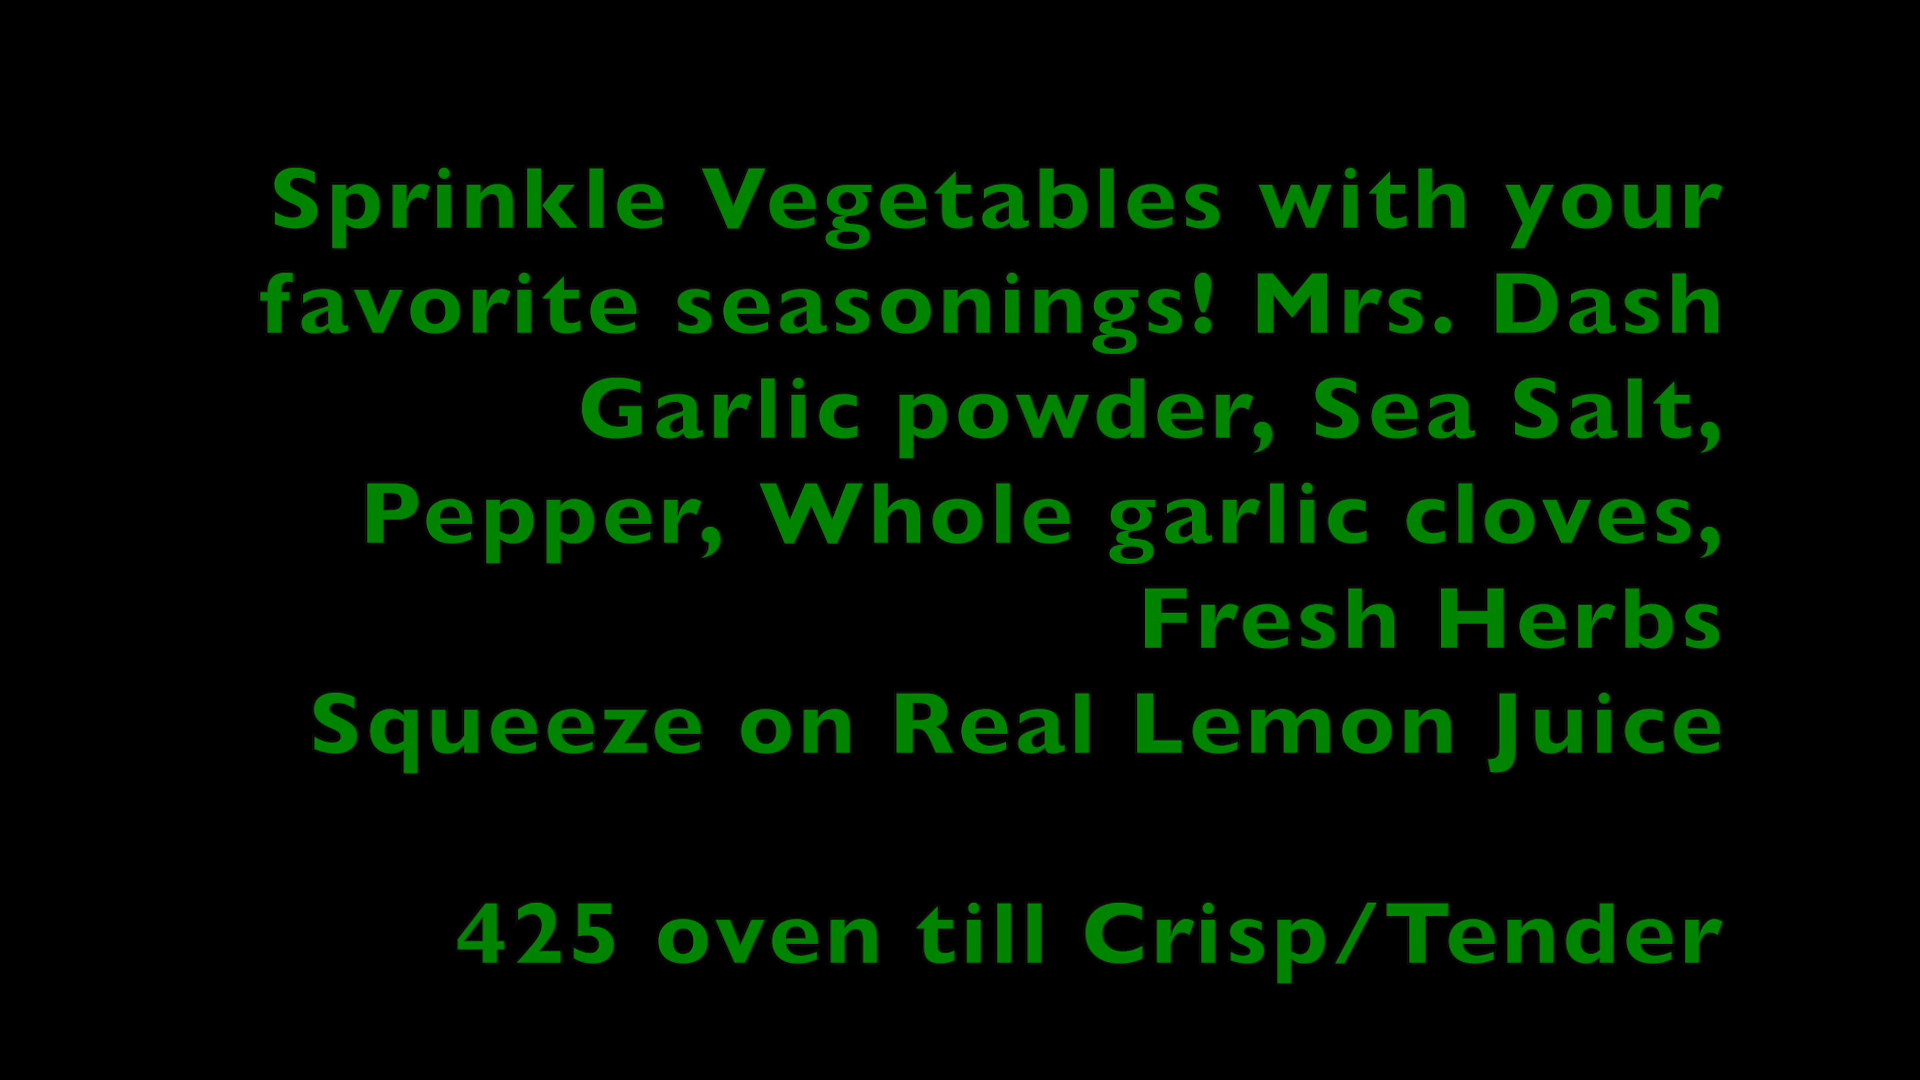 Sprinkle Vegetables with your
favorite seasonings! Mrs. Dash
Garlic powder, Sea Salt,
Pepper, Whole garlic cloves,
Fresh Herbs
Squeeze on Real Lemon Juice
425 oven till Crisp/Tender